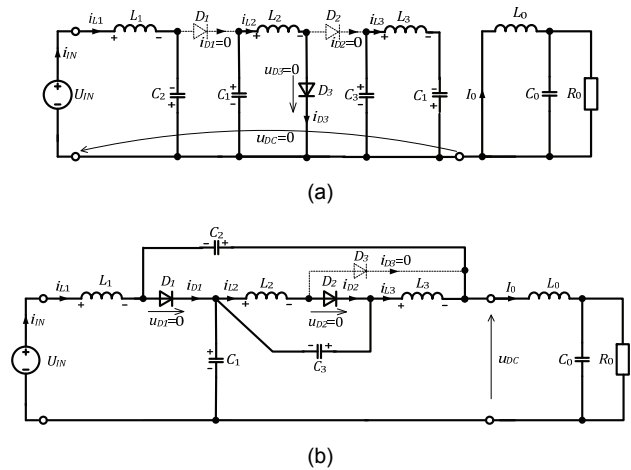 i_L1 L_1 D_1 i_L2 L_2 D_2 i_L3 L_3 L_0
+ - i_D1=0 + - i_D2=0 + -
i_IN
U_IN C_2 - + C_1 + - u_D3=0 D_3 C_3 - + C_1 + - I_0 C_0 R_0
i_D3
u_DC=0
(a)
C_2
- +
D_3
i_L1 L_1 D_1 i_D1 i_L2 L_2 D_2 i_D3=0 i_D2 i_L3 L_3 I_0 L_0
+ - + - + -
i_IN u_D1=0 u_D2=0
U_IN + - C_1 - + C_3 u_DC C_0 R_0
(b)